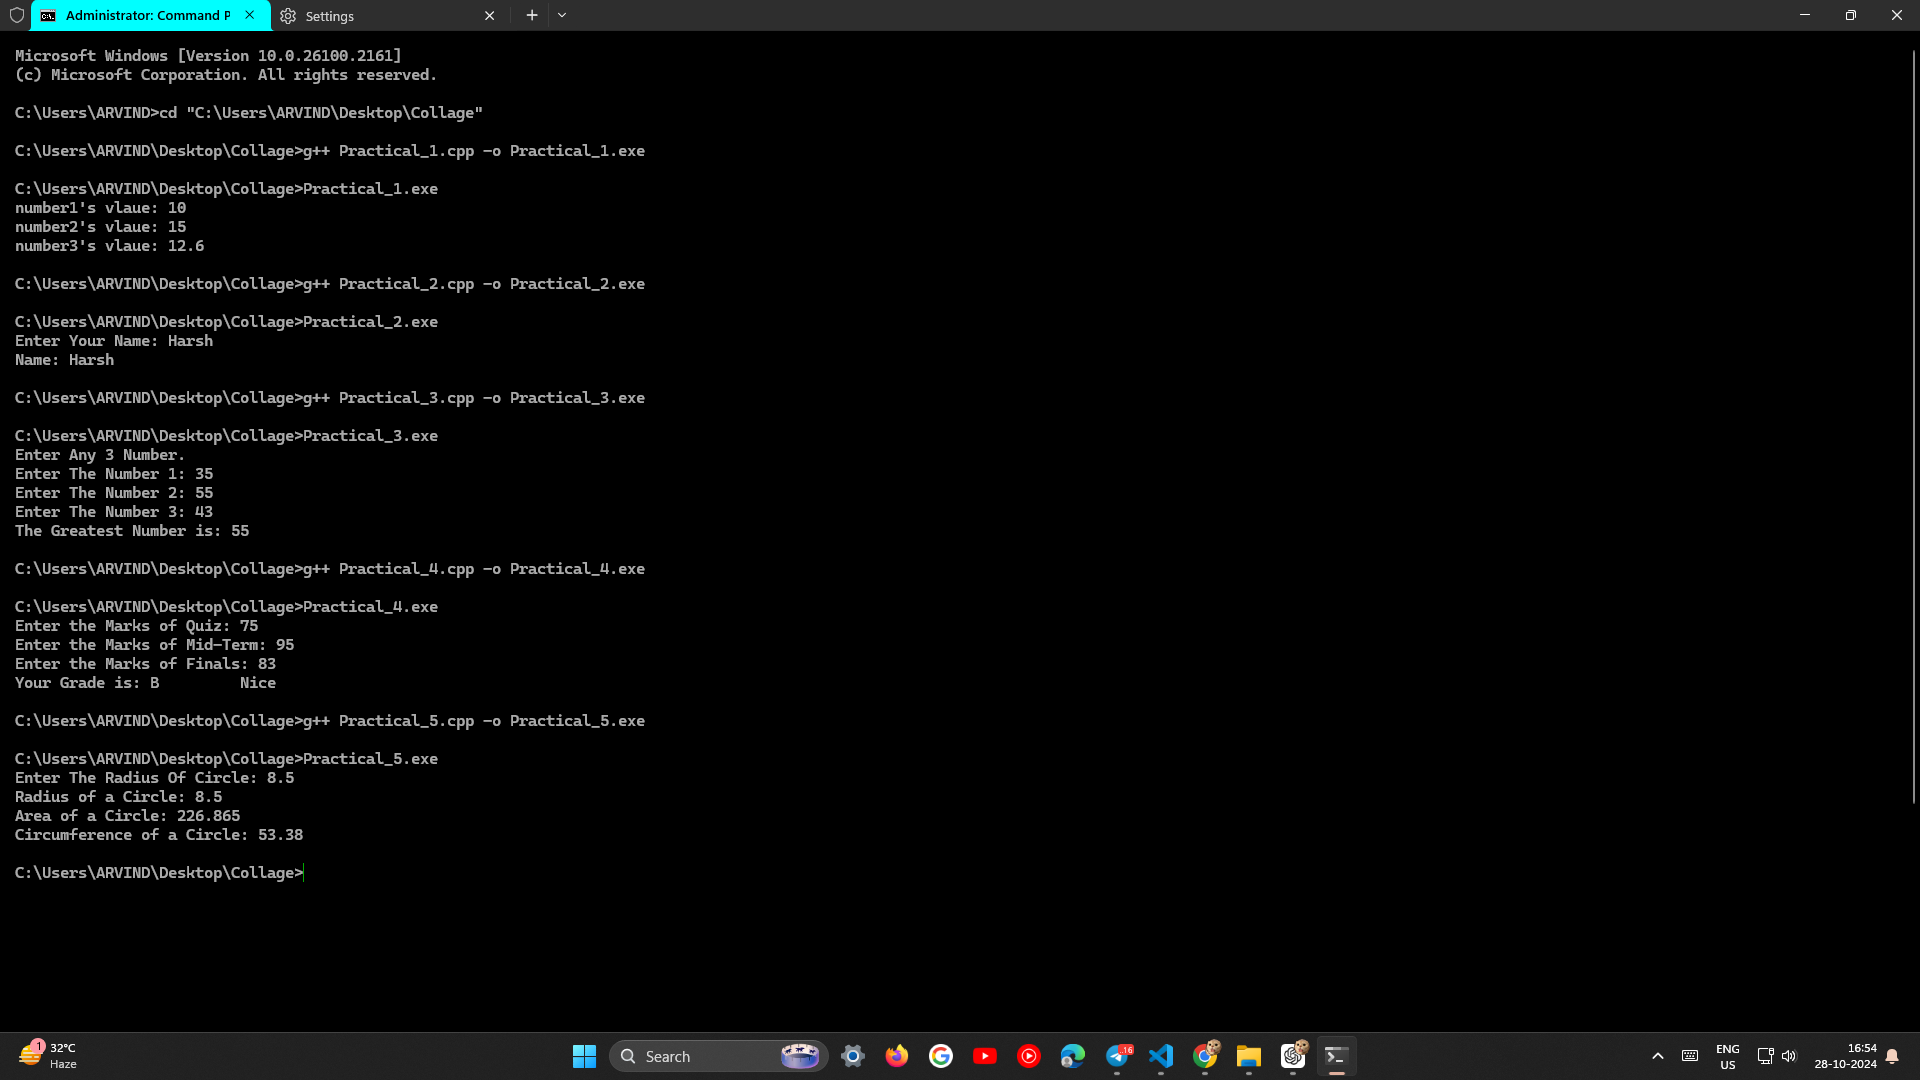 Administrator: Command P
Settings
Microsoft Windows [Version 10.0.26100.2161]
(c) Microsoft Corporation. All rights reserved.
C:\Users\ARVIND>cd "C:\Users\ARVIND\Desktop\Collage"
C:\Users\ARVIND\Desktop\Collage>g++ Practical_1.cpp -o Practical_1.exe
C:\Users\ARVIND\Desktop\Collage>Practical_1.exe
number1's vlaue: 10
number2's vlaue: 15
number3's vlaue: 12.6
C:\Users\ARVIND\Desktop\Collage>g++ Practical_2.cpp -o Practical_2.exe
C:\Users\ARVIND\Desktop\Collage>Practical_2.exe
Enter Your Name: Harsh
Name: Harsh
C:\Users\ARVIND\Desktop\Collage>g++ Practical_3.cpp -o Practical_3.exe
C:\Users\ARVIND\Desktop\Collage>Practical_3.exe
Enter Any 3 Number.
Enter The Number 1: 35
Enter The Number 2: 55
Enter The Number 3: 43
The Greatest Number is: 55
C:\Users\ARVIND\Desktop\Collage>g++ Practical_4.cpp -o Practical_4.exe
C:\Users\ARVIND\Desktop\Collage>Practical_4.exe
Enter the Marks of Quiz: 75
Enter the Marks of Mid-Term: 95
Enter the Marks of Finals: 83
Your Grade is: B         Nice
C:\Users\ARVIND\Desktop\Collage>g++ Practical_5.cpp -o Practical_5.exe
C:\Users\ARVIND\Desktop\Collage>Practical_5.exe
Enter The Radius Of Circle: 8.5
Radius of a Circle: 8.5
Area of a Circle: 226.865
Circumference of a Circle: 53.38
C:\Users\ARVIND\Desktop\Collage>
1
32°C
Haze
Search
16
ENG
US
16:54
28-10-2024